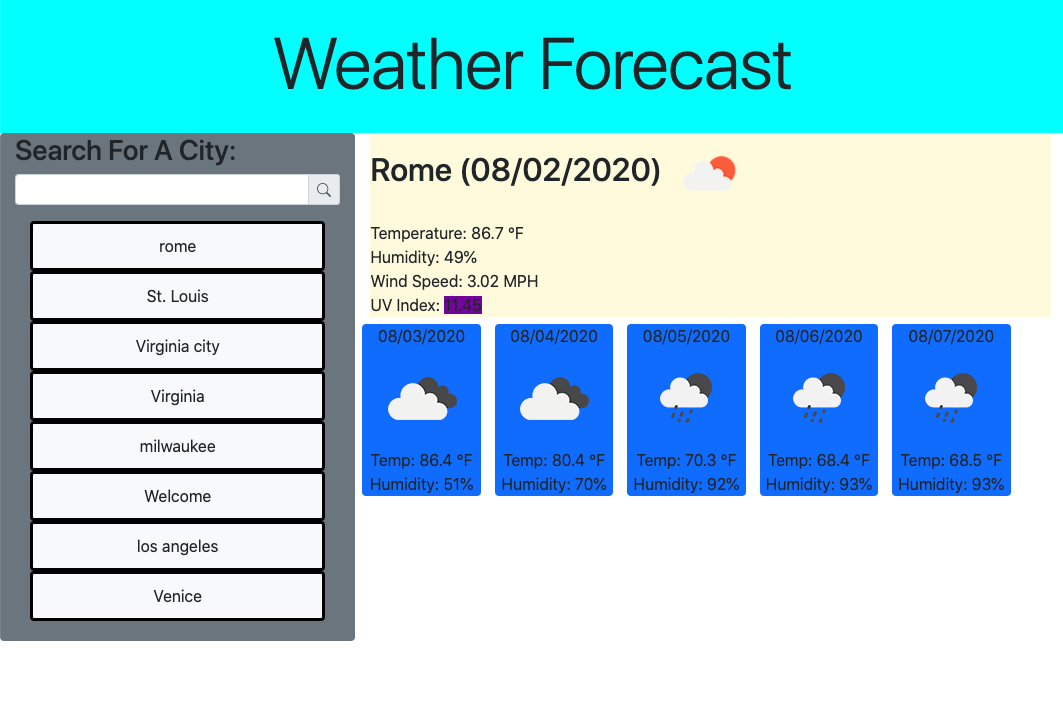 Weather Forecast
Search For A City:
rome
St. Louis
Virginia city
Virginia
milwaukee
Welcome
los angeles
Venice
Rome (08/02/2020)
Temperature: 86.7 °F
Humidity: 49%
Wind Speed: 3.02 MPH
UV Index: 11.45
08/03/2020
Temp: 86.4 °F
Humidity: 51%
08/04/2020
Temp: 80.4 °F
Humidity: 70%
08/05/2020
Temp: 70.3 °F
Humidity: 92%
08/06/2020
Temp: 68.4 °F
Humidity: 93%
08/07/2020
Temp: 68.5 °F
Humidity: 93%